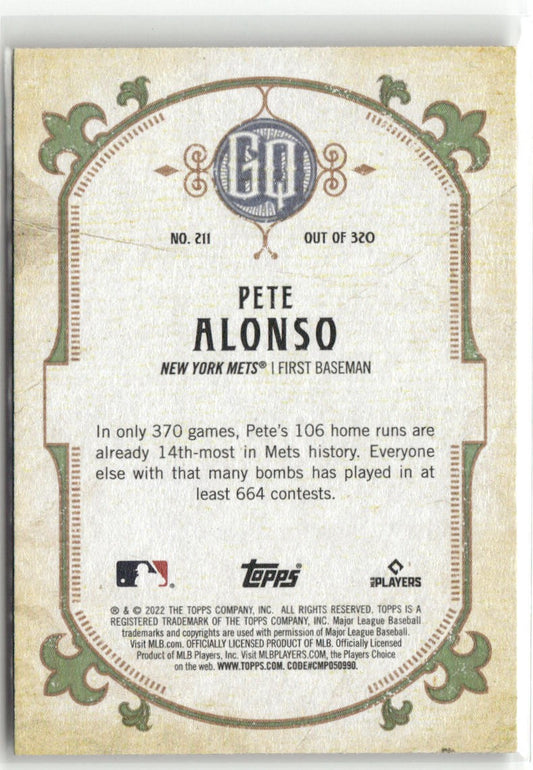 GQ
NO. 211 OUT OF 320
PETE
ALONSO
NEW YORK METS® | FIRST BASEMAN
In only 370 games, Pete's 106 home runs are
already 14th-most in Mets history. Everyone
else with that many bombs has played in at
least 664 contests.
topps® MLB PLAYERS
® & © 2022 THE TOPPS COMPANY, INC. ALL RIGHTS RESERVED. TOPPS IS A
REGISTERED TRADEMARK OF THE TOPPS COMPANY, INC. Major League Baseball
trademarks and copyrights are used with permission of Major League Baseball.
Visit MLB.com. OFFICIALLY LICENSED PRODUCT OF MLB. Officially Licensed
Product of MLB Players, Inc. Visit MLBPLAYERS.COM, the Players Choice
on the web. WWW.TOPPS.COM. CODE#CMP050990.